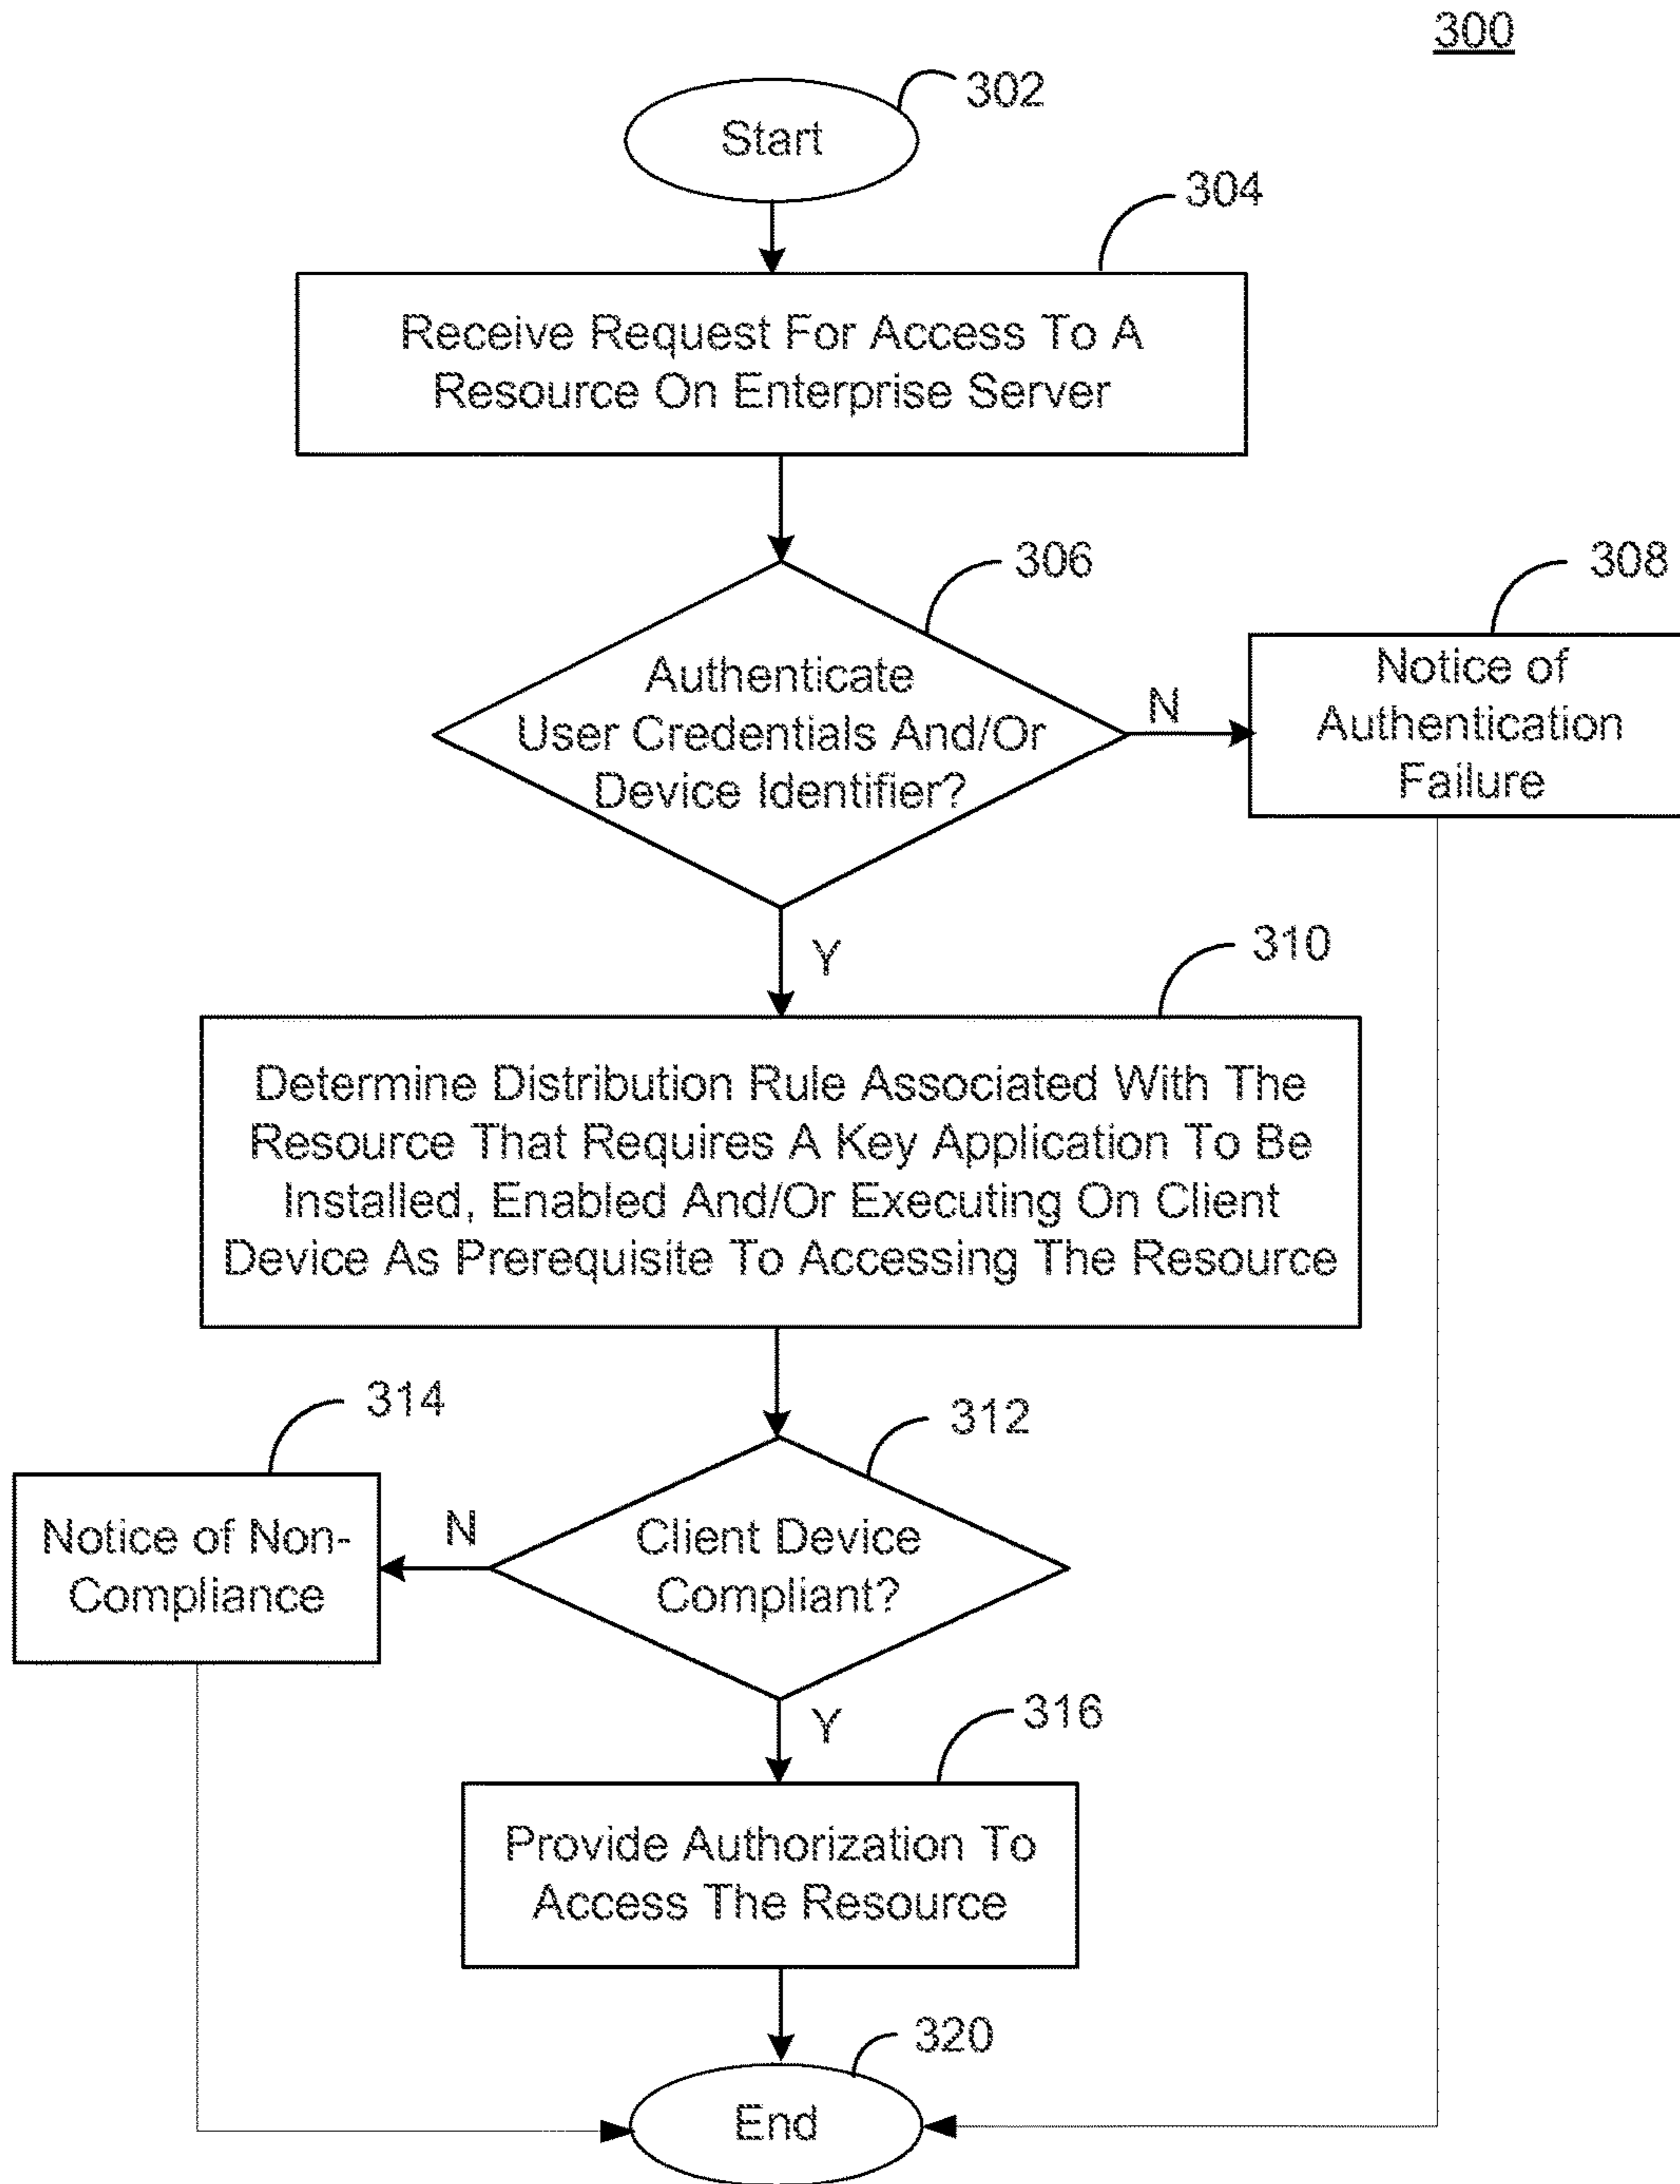 300
302
Start
304
Receive Request For Access To A
Resource On Enterprise Server
306
308
Authenticate
User Credentials And/Or
Device Identifier?
N
Notice of
Authentication
Failure
Y
310
Determine Distribution Rule Associated With The
Resource That Requires A Key Application To Be
Installed, Enabled And/Or Executing On Client
Device As Prerequisite To Accessing The Resource
314
312
Notice of Non-
Compliance
N
Client Device
Compliant?
Y
316
Provide Authorization To
Access The Resource
320
End